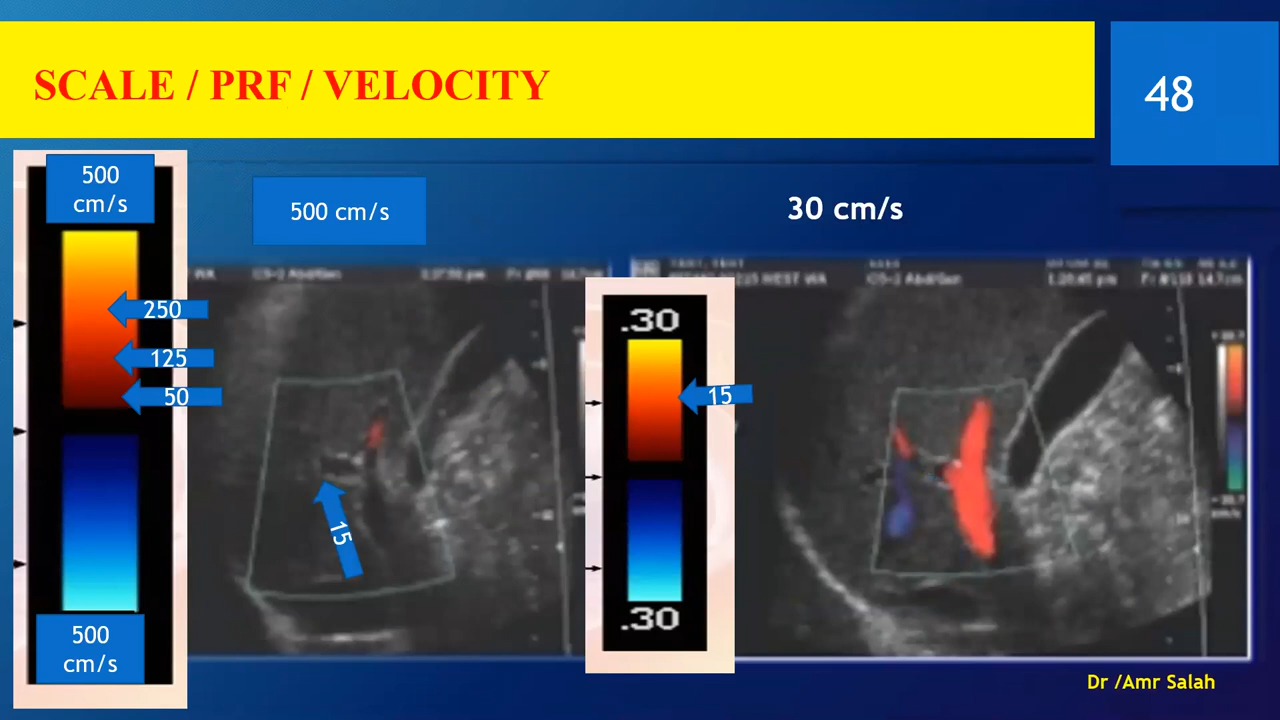 SCALE / PRF / VELOCITY
48
500
cm/s
500 cm/s
30 cm/s
250
125
50
15
500
cm/s
.30
15
.30
Dr /Amr Salah